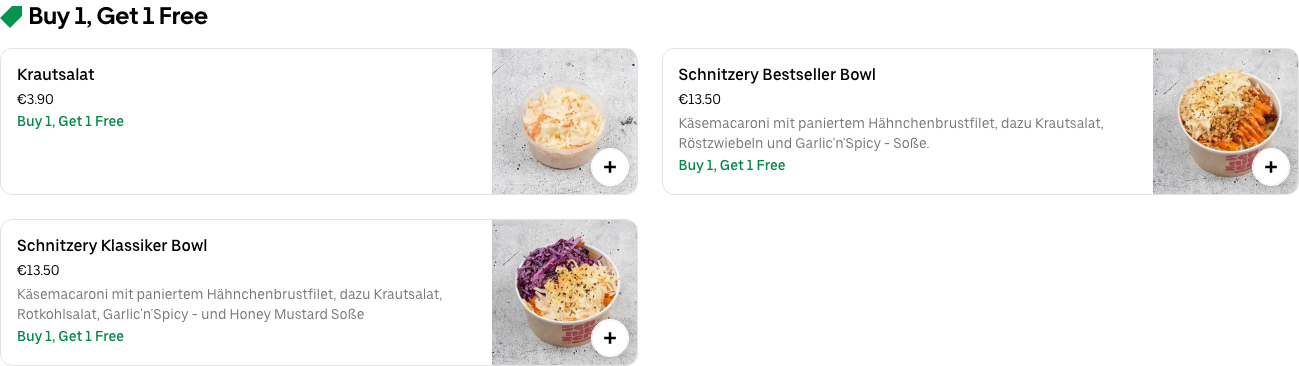 Buy 1, Get 1 Free
Krautsalat
€3.90
Buy 1, Get 1 Free
Schnitzery Bestseller Bowl
€13.50
Käsemacaroni mit paniertem Hähnchenbrustfilet, dazu Krautsalat,
Röstzwiebeln und Garlic'n'Spicy - Soße.
Buy 1, Get 1 Free
Schnitzery Klassiker Bowl
€13.50
Käsemacaroni mit paniertem Hähnchenbrustfilet, dazu Krautsalat,
Rotkohlsalat, Garlic'n'Spicy - und Honey Mustard Soße
Buy 1, Get 1 Free